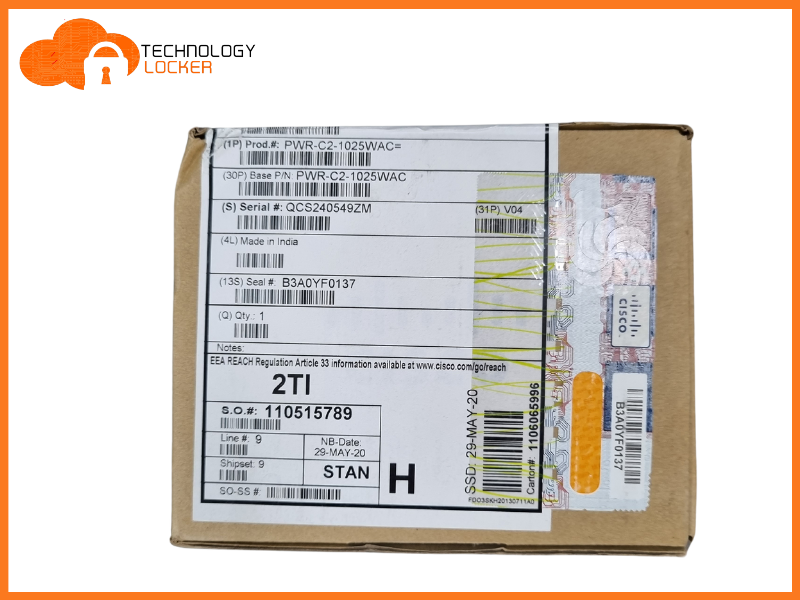 TECHNOLOGY
LOCKER
(1P) Prod.#: PWR-C2-1025WAC=
(30P) Base P/N: PWR-C2-1025WAC
(S) Serial #: QCS240549ZM
(31P) V04
(4L) Made in India
(13S) Seal #: B3A0YF0137
(Q) Qty.: 1
Notes:
EEA REACH Regulation Article 33 information available at www.cisco.com/go/reach
2TI
S.O.#: 110515789
Line #: 9
NB-Date:
29-MAY-20
Shipset: 9
STAN
SO-SS #:
H
SSD: 29-MAY-20
Carton# 1106065996
FDO3SKH20130711A0
CISCO
B3A0YF0137